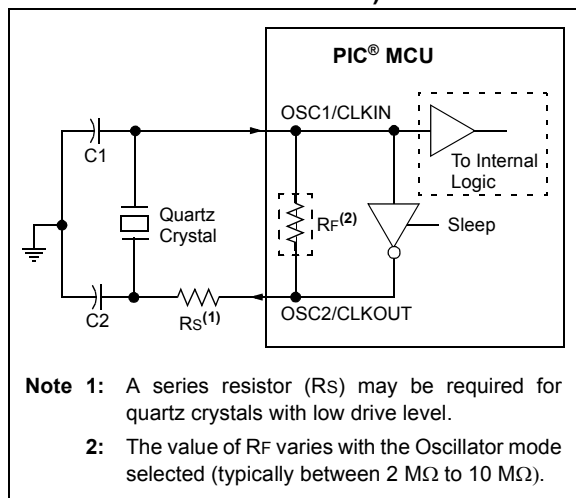 PIC® MCU
OSC1/CLKIN
C1
To Internal
Logic
Quartz
Crystal
RF(2)
Sleep
C2
RS(1)
OSC2/CLKOUT
Note 1: A series resistor (RS) may be required for
quartz crystals with low drive level.
2: The value of RF varies with the Oscillator mode
selected (typically between 2 MΩ to 10 MΩ).